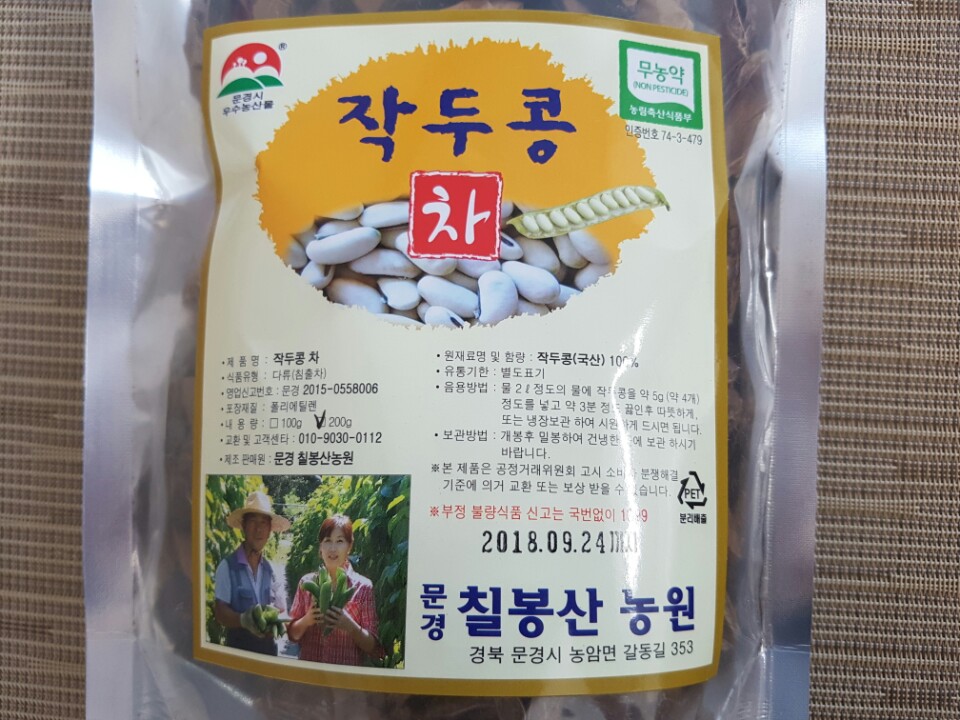 ®
문경시
우수농산물
작두콩
차
무농약
(NON PESTICIDE)
농림축산식품부
인증번호 74-3-479
• 제 품 명 : 작두콩 차
• 식품유형 : 다류(침출차)
• 영업신고번호 : 문경 2015-0558006
• 포장재질 : 폴리에틸렌
• 내 용 량 : □ 100g ☑ 200g
• 교환 및 고객센타 : 010-9030-0112
• 제조 판매원 : 문경 칠봉산농원
• 원재료명 및 함량 : 작두콩(국산) 100%
• 유통기한 : 별도표기
• 음용방법 : 물 2ℓ 정도의 물에 작두콩을 약 5g (약 4개)
정도를 넣고 약 3분 정도 끓인후 따뜻하게,
또는 냉장보관 하여 시원하게 드시면 됩니다.
• 보관방법 : 개봉후 밀봉하여 건냉한 보관 하시기
바랍니다.
※ 본 제품은 공정거래위원회 고시 소비자 분쟁해결
기준에 의거 교환 또는 보상 받을 수 있습니다.
PET
분리배출
※ 부정 불량식품 신고는 국번없이 1399
2018.09.24
문경 칠봉산 농원
경북 문경시 농암면 갈동길 353